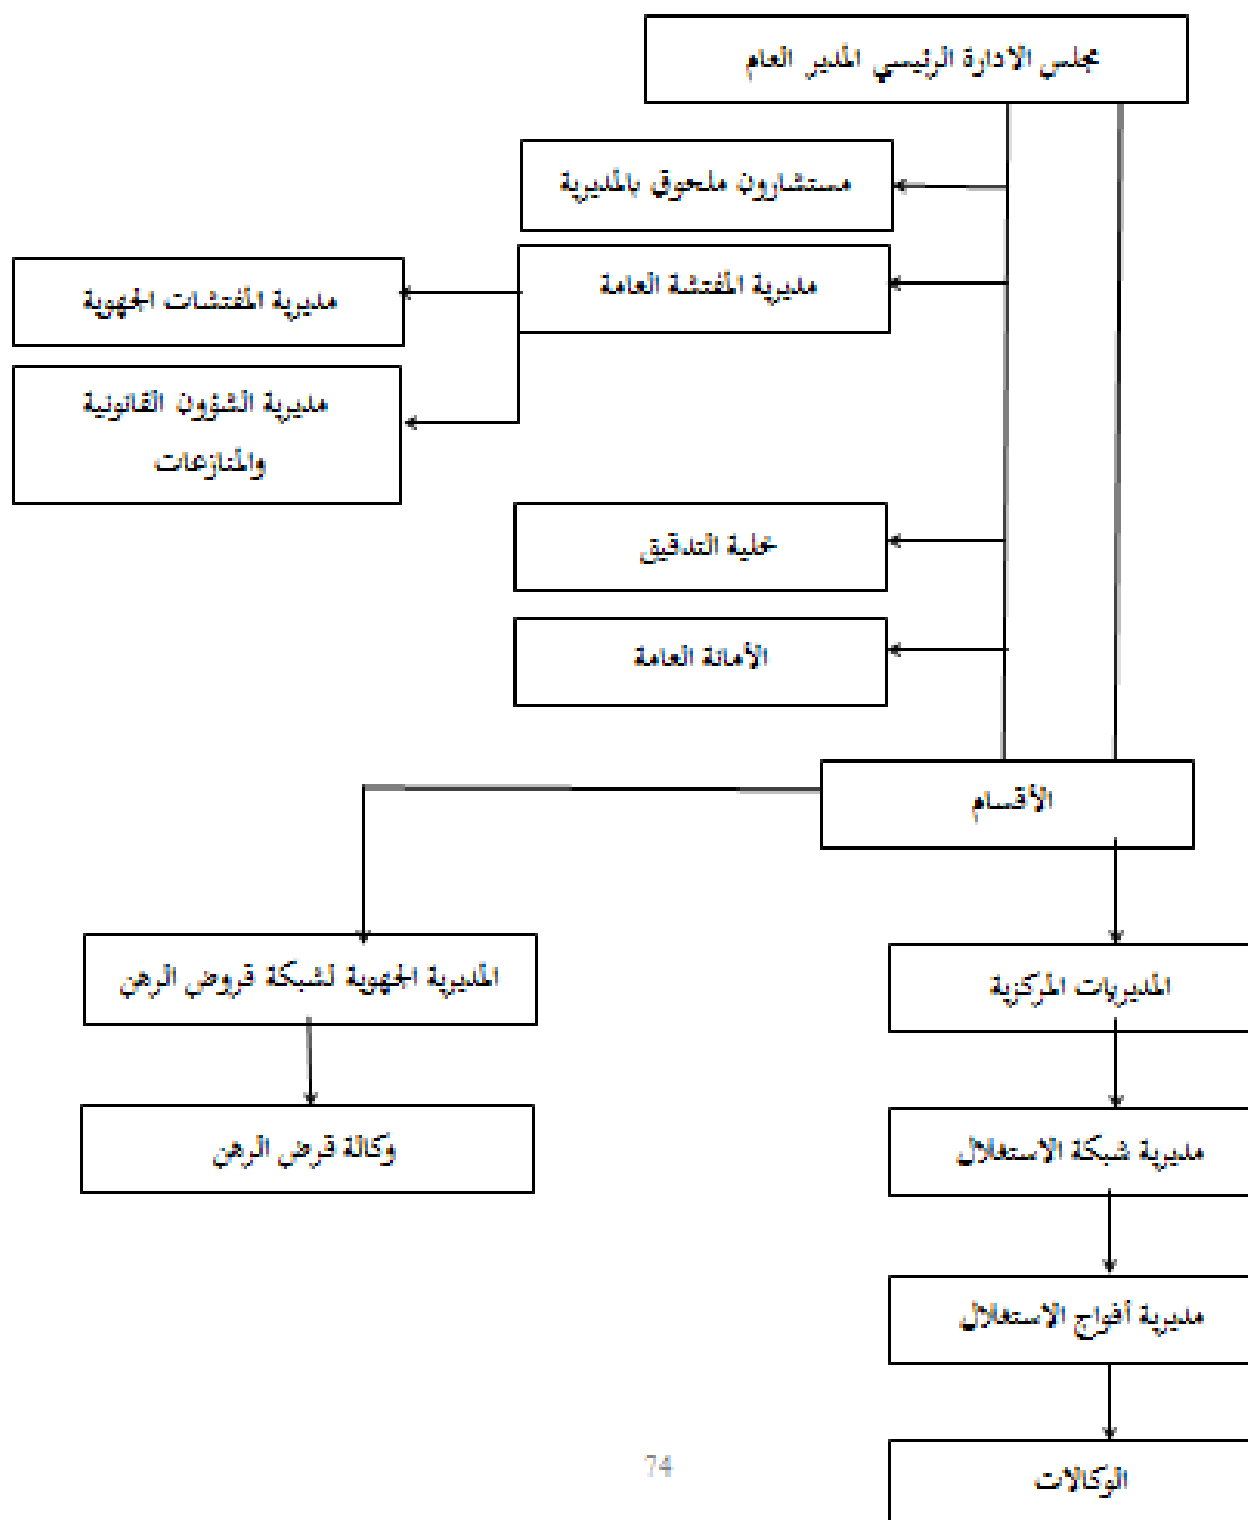 مجلس الادارة الرئيسي المدير العام
مستشارون ملحوق بالمديرية
مديرية المفتشة العامة
مديرية المفتشات الجهوية
مديرية الشؤون القانونية
والمنازعات
خلية التدقيق
الأمانة العامة
الأقسام
المديريات المركزية
المديرية الجهوية لشبكة قروض الرهن
مديرية شبكة الاستغلال
وكالة قرض الرهن
مديرية أفواج الاستغلال
الوكالات
74